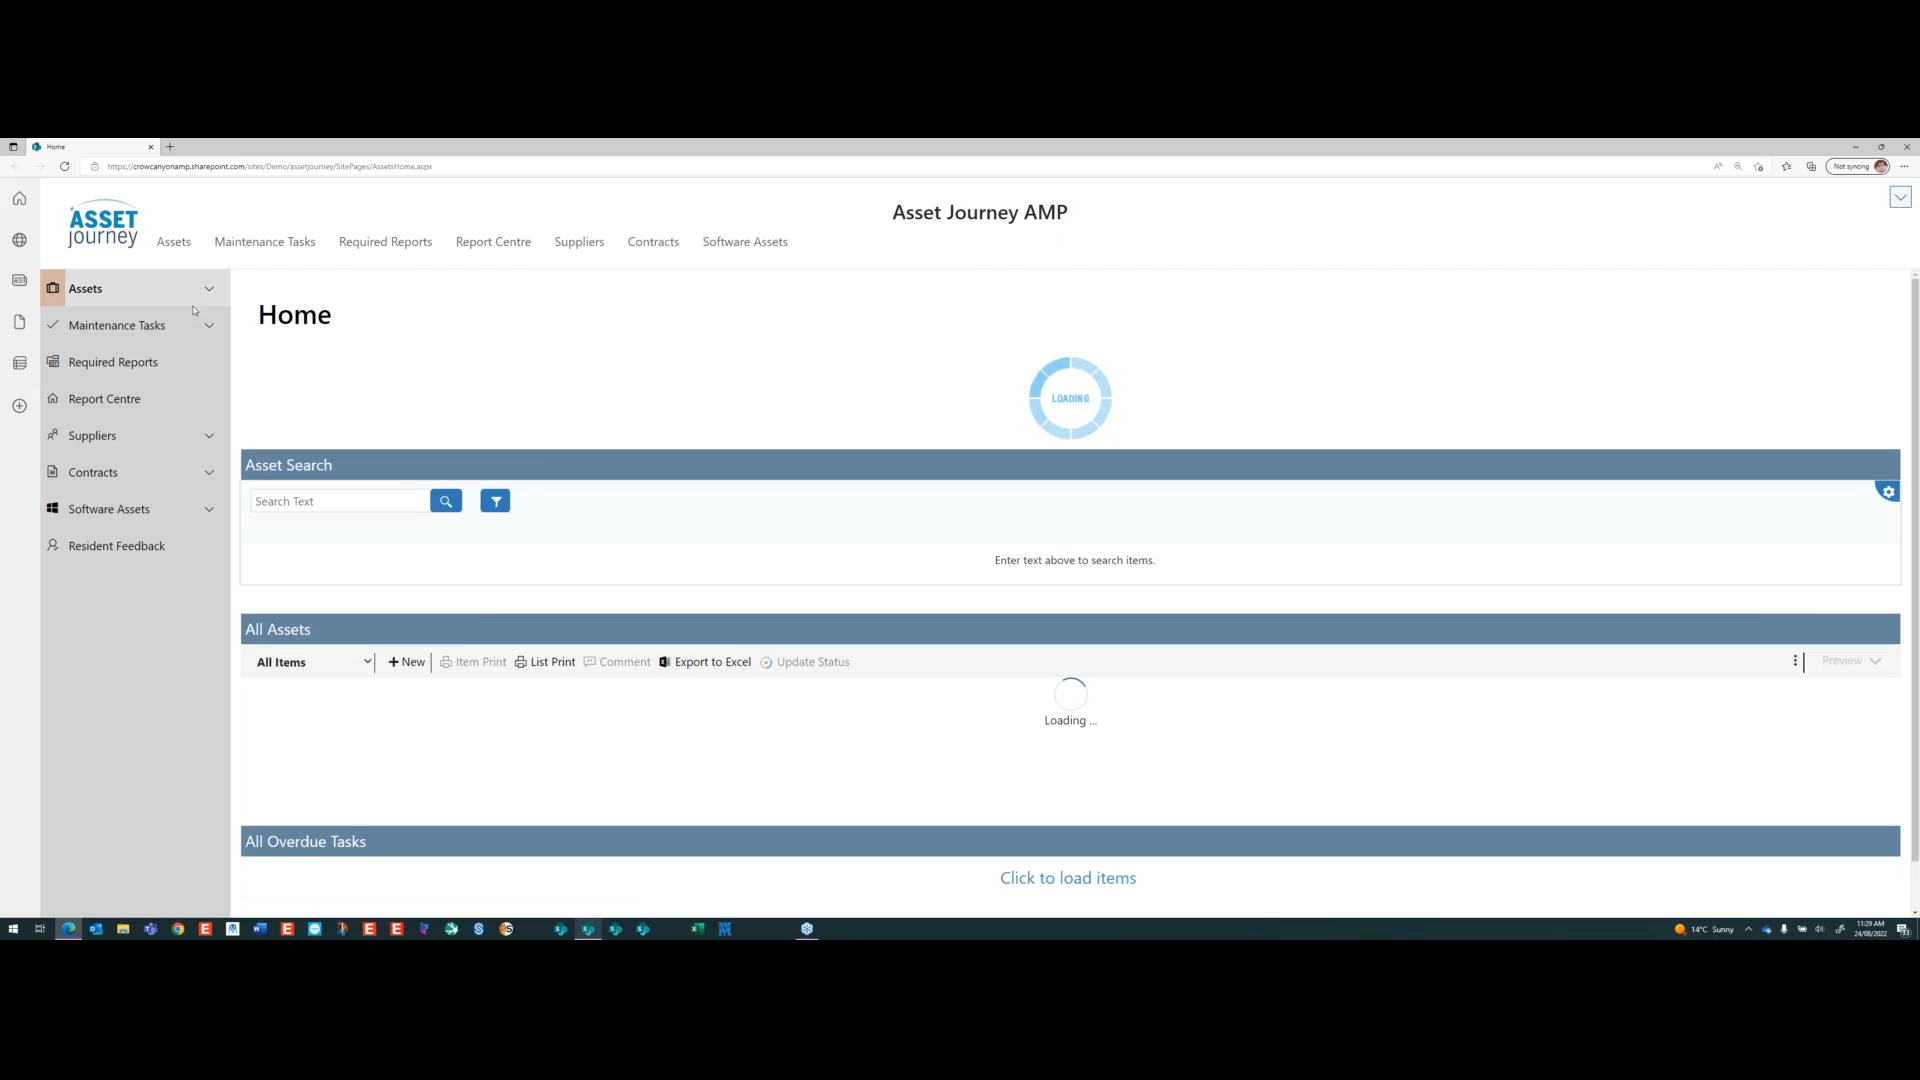 Home
https://crowcanyonamp.sharepoint.com/sites/Demo/assetjourney/SitePages/AssetsHome.aspx
Not syncing
ASSET
journey
Asset Journey AMP
Assets Maintenance Tasks Required Reports Report Centre Suppliers Contracts Software Assets
Assets
Maintenance Tasks
Required Reports
Report Centre
Suppliers
Contracts
Software Assets
Resident Feedback
Home
LOADING
Asset Search
Search Text
Enter text above to search items.
All Assets
All Items New Item Print List Print Comment Export to Excel Update Status Preview
Loading ...
All Overdue Tasks
Click to load items
14°C Sunny
11:29 AM
24/08/2022